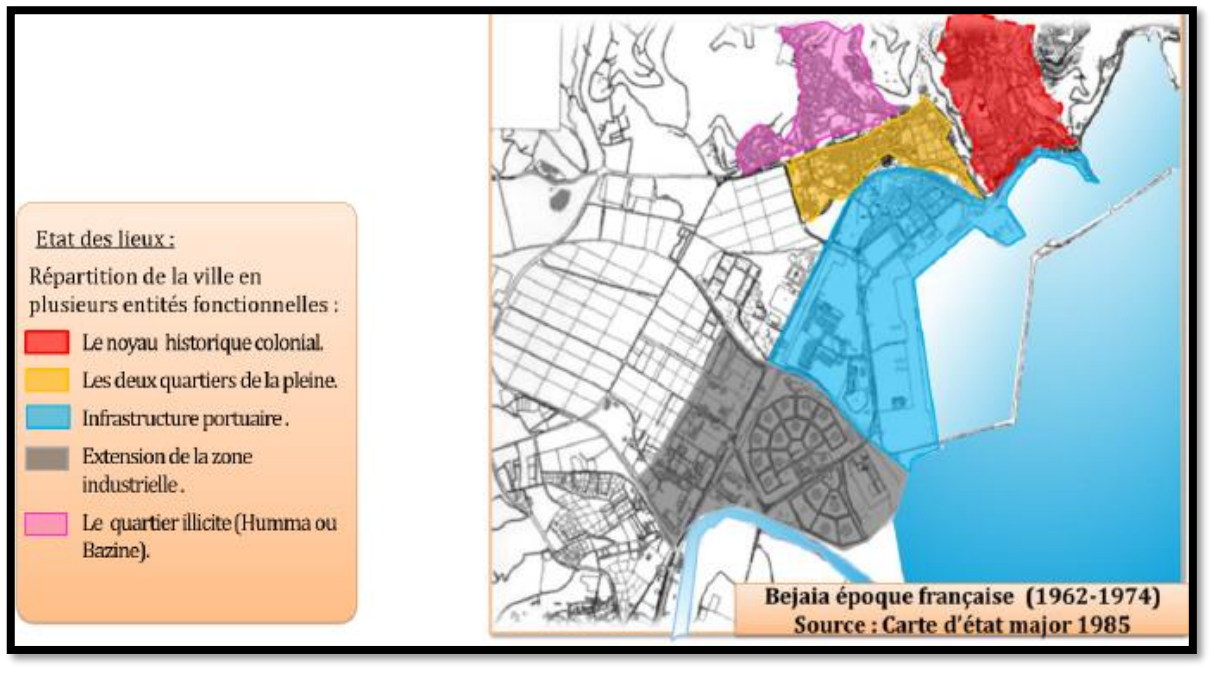 Etat des lieux :
Répartition de la ville en
plusieurs entités fonctionnelles :
Le noyau historique colonial.
Les deux quartiers de la pleine.
Infrastructure portuaire .
Extension de la zone
industrielle .
Le quartier illicite (Humma ou
Bazine).
Bejaia époque française (1962-1974)
Source : Carte d'état major 1985